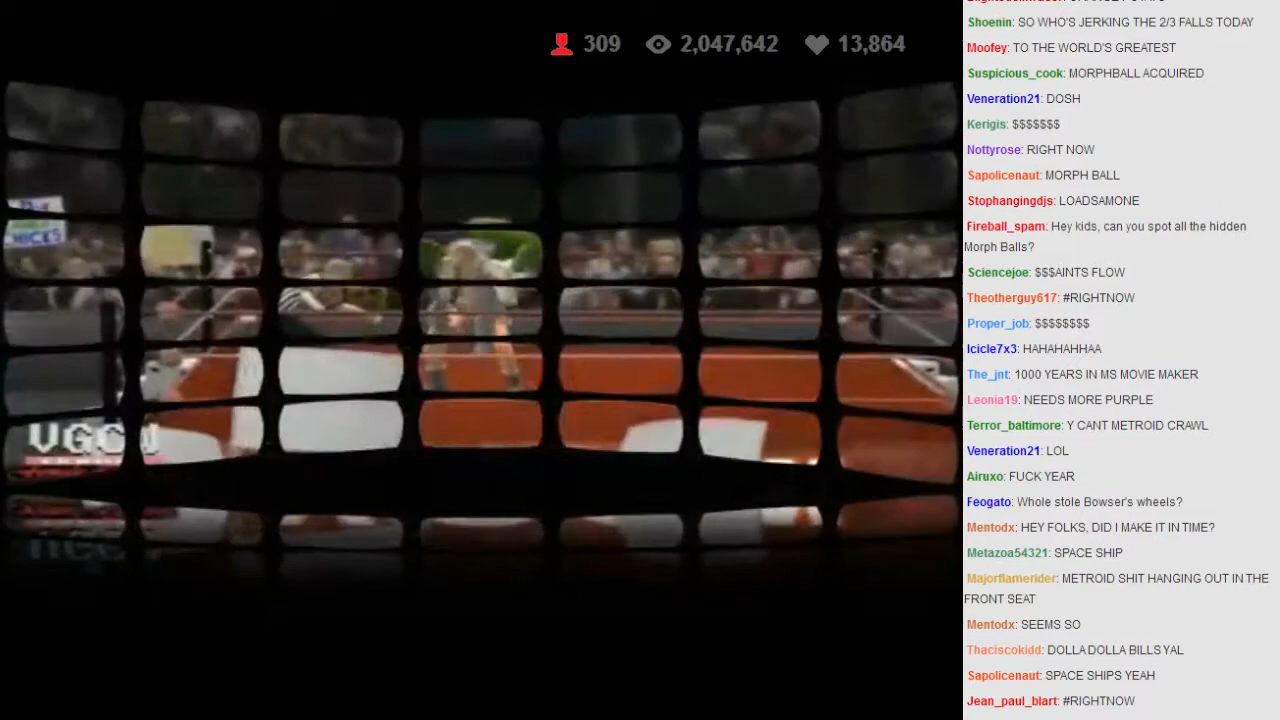 309 2,047,642 13,864
CHICKS
VGCW
Shoenin: SO WHO'S JERKING THE 2/3 FALLS TODAY
Moofey: TO THE WORLD'S GREATEST
Suspicious_cook: MORPHBALL ACQUIRED
Veneration21: DOSH
Kerigis: $$$$$$$
Nottyrose: RIGHT NOW
Sapolicenaut: MORPH BALL
Stophangingdjs: LOADSAMONE
Fireball_spam: Hey kids, can you spot all the hidden
Morph Balls?
Sciencejoe: $$$AINTS FLOW
Theotherguy617: #RIGHTNOW
Proper_job: $$$$$$$$
Icicle7x3: HAHAHAHHAA
The_jnt: 1000 YEARS IN MS MOVIE MAKER
Leonia19: NEEDS MORE PURPLE
Terror_baltimore: Y CANT METROID CRAWL
Veneration21: LOL
Airuxo: FUCK YEAR
Feogato: Whole stole Bowser's wheels?
Mentodx: HEY FOLKS, DID I MAKE IT IN TIME?
Metazoa54321: SPACE SHIP
Majorflamerider: METROID SHIT HANGING OUT IN THE
FRONT SEAT
Mentodx: SEEMS SO
Thaciscokidd: DOLLA DOLLA BILLS YAL
Sapolicenaut: SPACE SHIPS YEAH
Jean_paul_blart: #RIGHTNOW